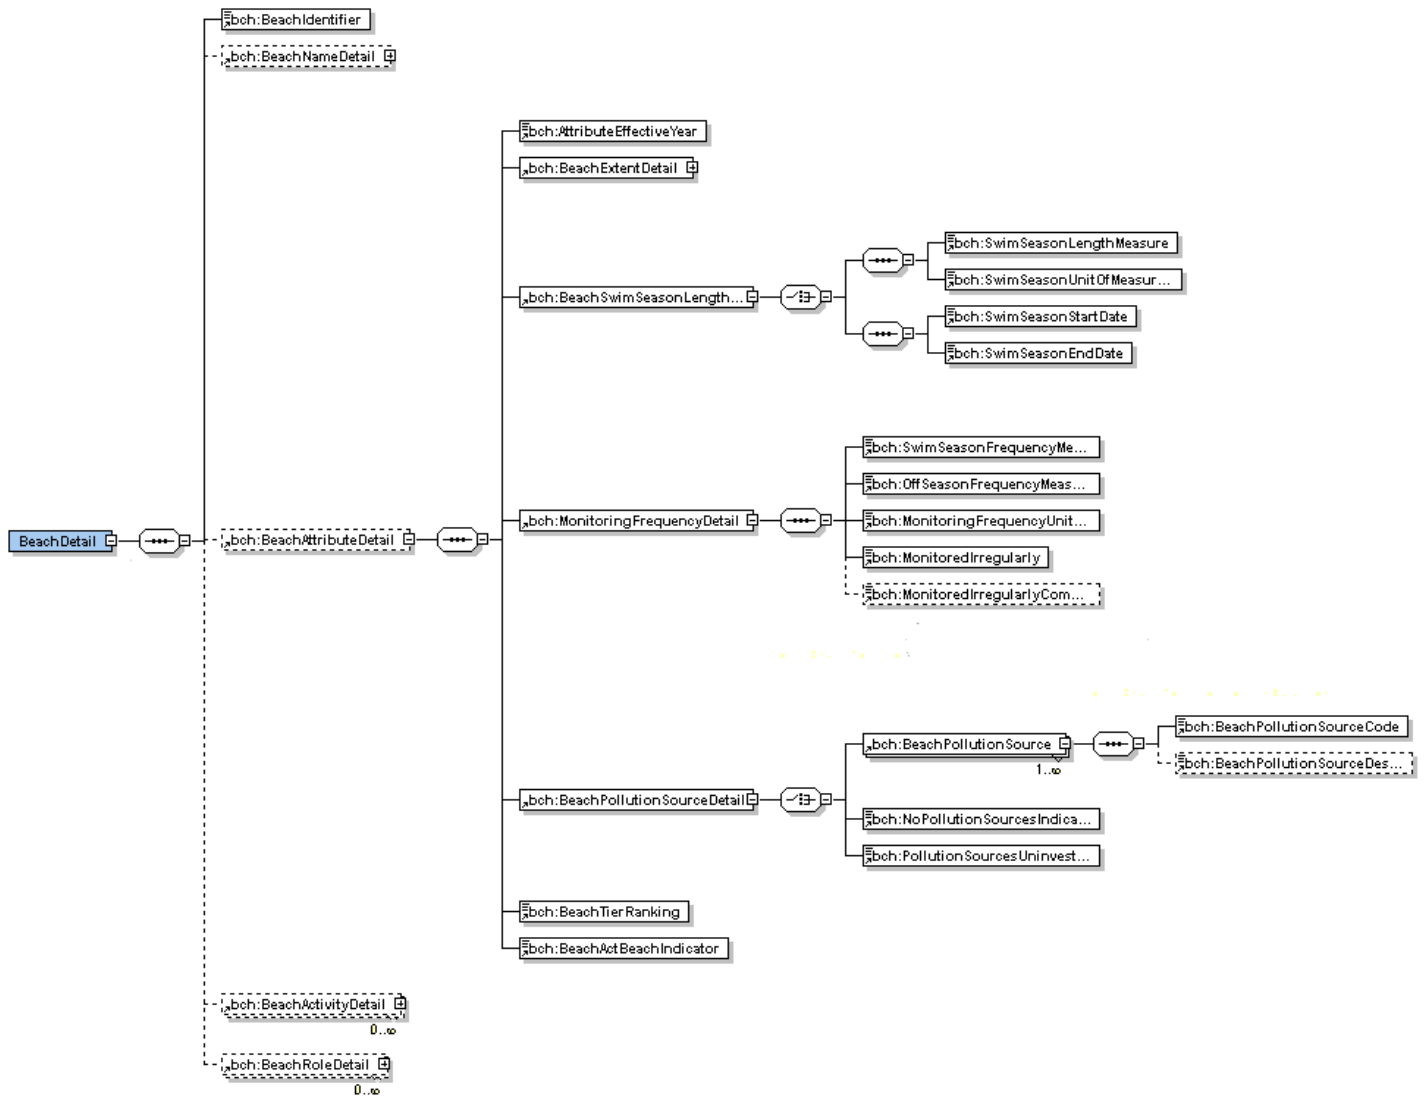 bch:BeachIdentifier
bch:BeachNameDetail
bch:AttributeEffectiveYear
bch:BeachExtentDetail
bch:SwimSeasonLengthMeasure
bch:SwimSeasonUnitOfMeasur...
bch:BeachSwimSeasonLength...
bch:SwimSeasonStartDate
bch:SwimSeasonEndDate
bch:SwimSeasonFrequencyMe...
bch:OffSeasonFrequencyMeas...
bch:MonitoringFrequencyDetail
bch:MonitoringFrequencyUnit...
BeachDetail
bch:BeachAttributeDetail
bch:MonitoredIrregularly
bch:MonitoredIrregularlyCom...
bch:BeachPollutionSourceCode
bch:BeachPollutionSource
1..∞
bch:BeachPollutionSourceDes...
bch:BeachPollutionSourceDetail
bch:NoPollutionSourcesIndica...
bch:PollutionSourcesUninvest...
bch:BeachTierRanking
bch:BeachActBeachIndicator
bch:BeachActivityDetail
0..∞
bch:BeachRoleDetail
0..∞